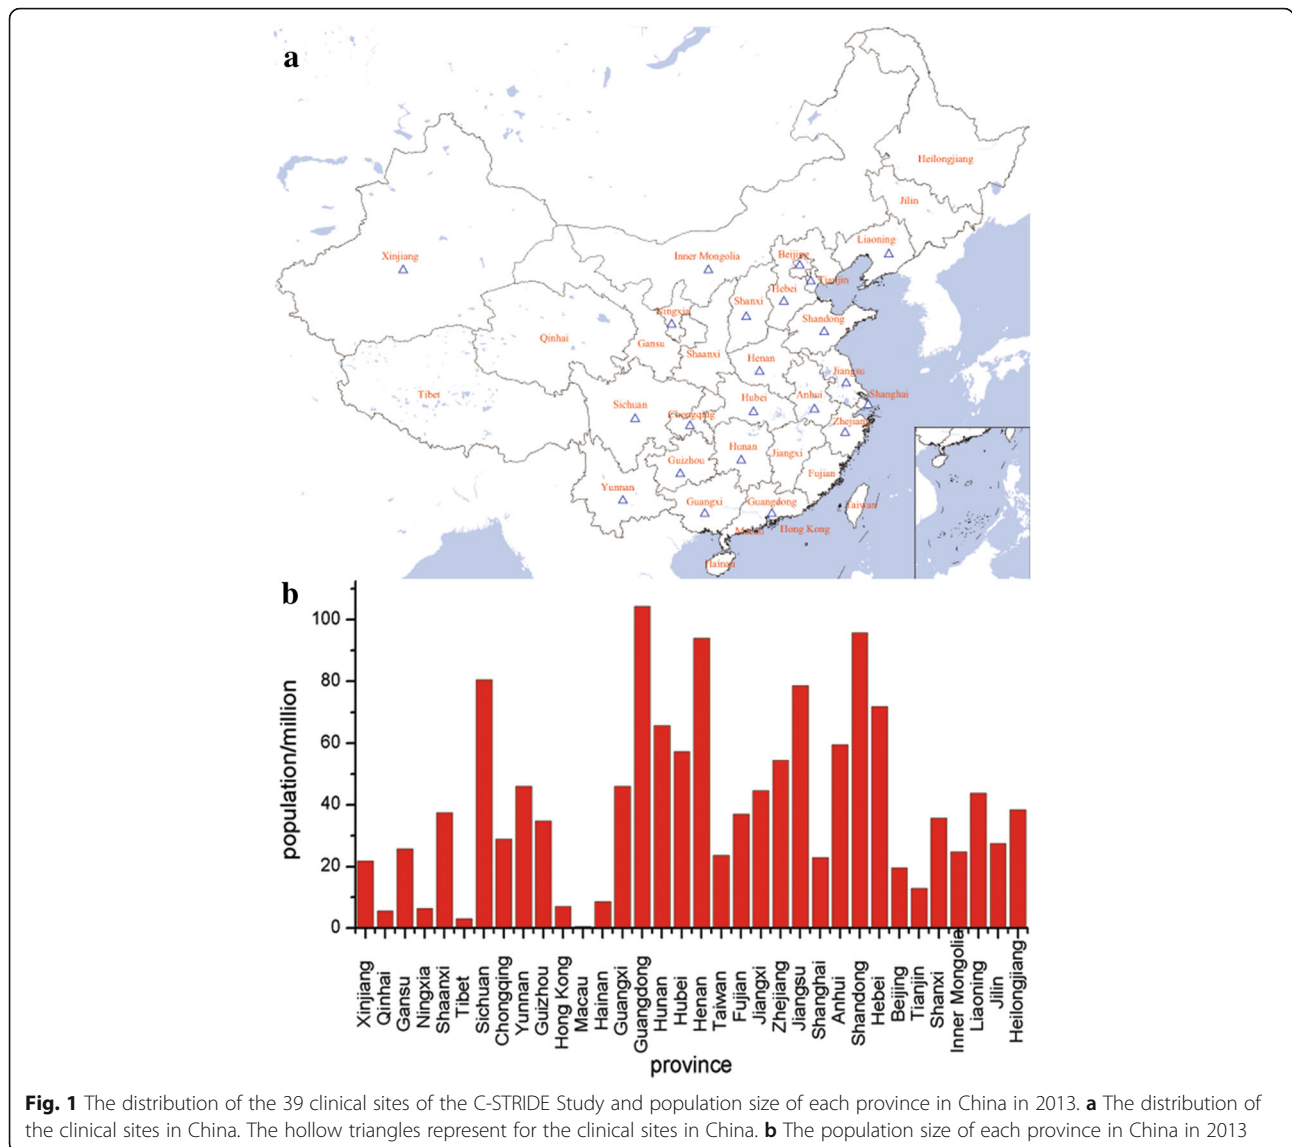 a
Heilongjiang
Jilin
Liaoning
Xinjiang
Inner Mongolia
Beijing
Tianjin
Hebei
Shanxi
Ningxia
Shandong
Qinhai
Gansu
Shaanxi
Henan
Jiangsu
Tibet
Sichuan
Chongqing
Hubei
Anhui
Shanghai
Zhejiang
Hunan
Jiangxi
Guizhou
Fujian
Yunnan
Guangxi
Guangdong
Taiwan
Macau
Hong Kong
Hainan
b
population/million
100
80
60
40
20
0
Xinjiang
Qinhai
Gansu
Ningxia
Shaanxi
Tibet
Sichuan
Chongqing
Yunnan
Guizhou
Hong Kong
Macau
Hainan
Guangxi
Guangdong
Hunan
Hubei
Henan
Taiwan
Fujian
Jiangxi
Zhejiang
Jiangsu
Shanghai
Anhui
Shandong
Hebei
Beijing
Tianjin
Shanxi
Inner Mongolia
Liaoning
Jilin
Heilongjiang
province
Fig. 1 The distribution of the 39 clinical sites of the C-STRIDE Study and population size of each province in China in 2013. a The distribution of
the clinical sites in China. The hollow triangles represent for the clinical sites in China. b The population size of each province in China in 2013